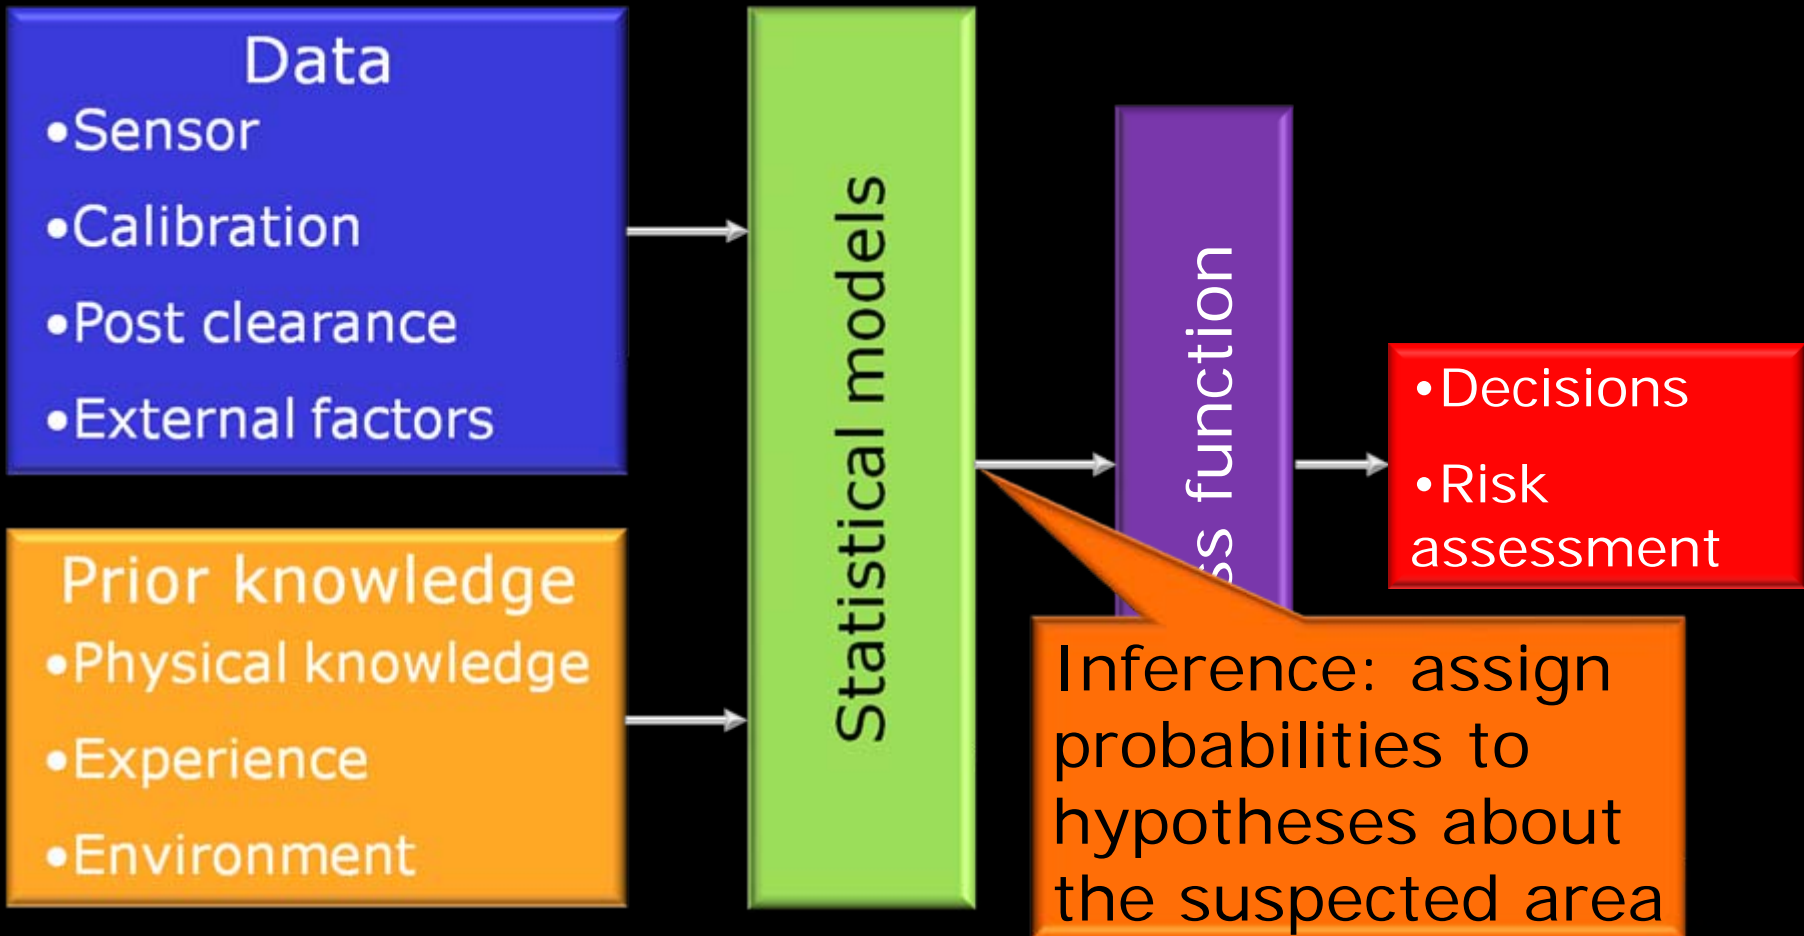 Data
•Sensor
•Calibration
•Post clearance
•External factors
Prior knowledge
•Physical knowledge
•Experience
•Environment
Statistical models
function
•Decisions
•Risk
assessment
Inference: assign
probabilities to
hypotheses about
the suspected area